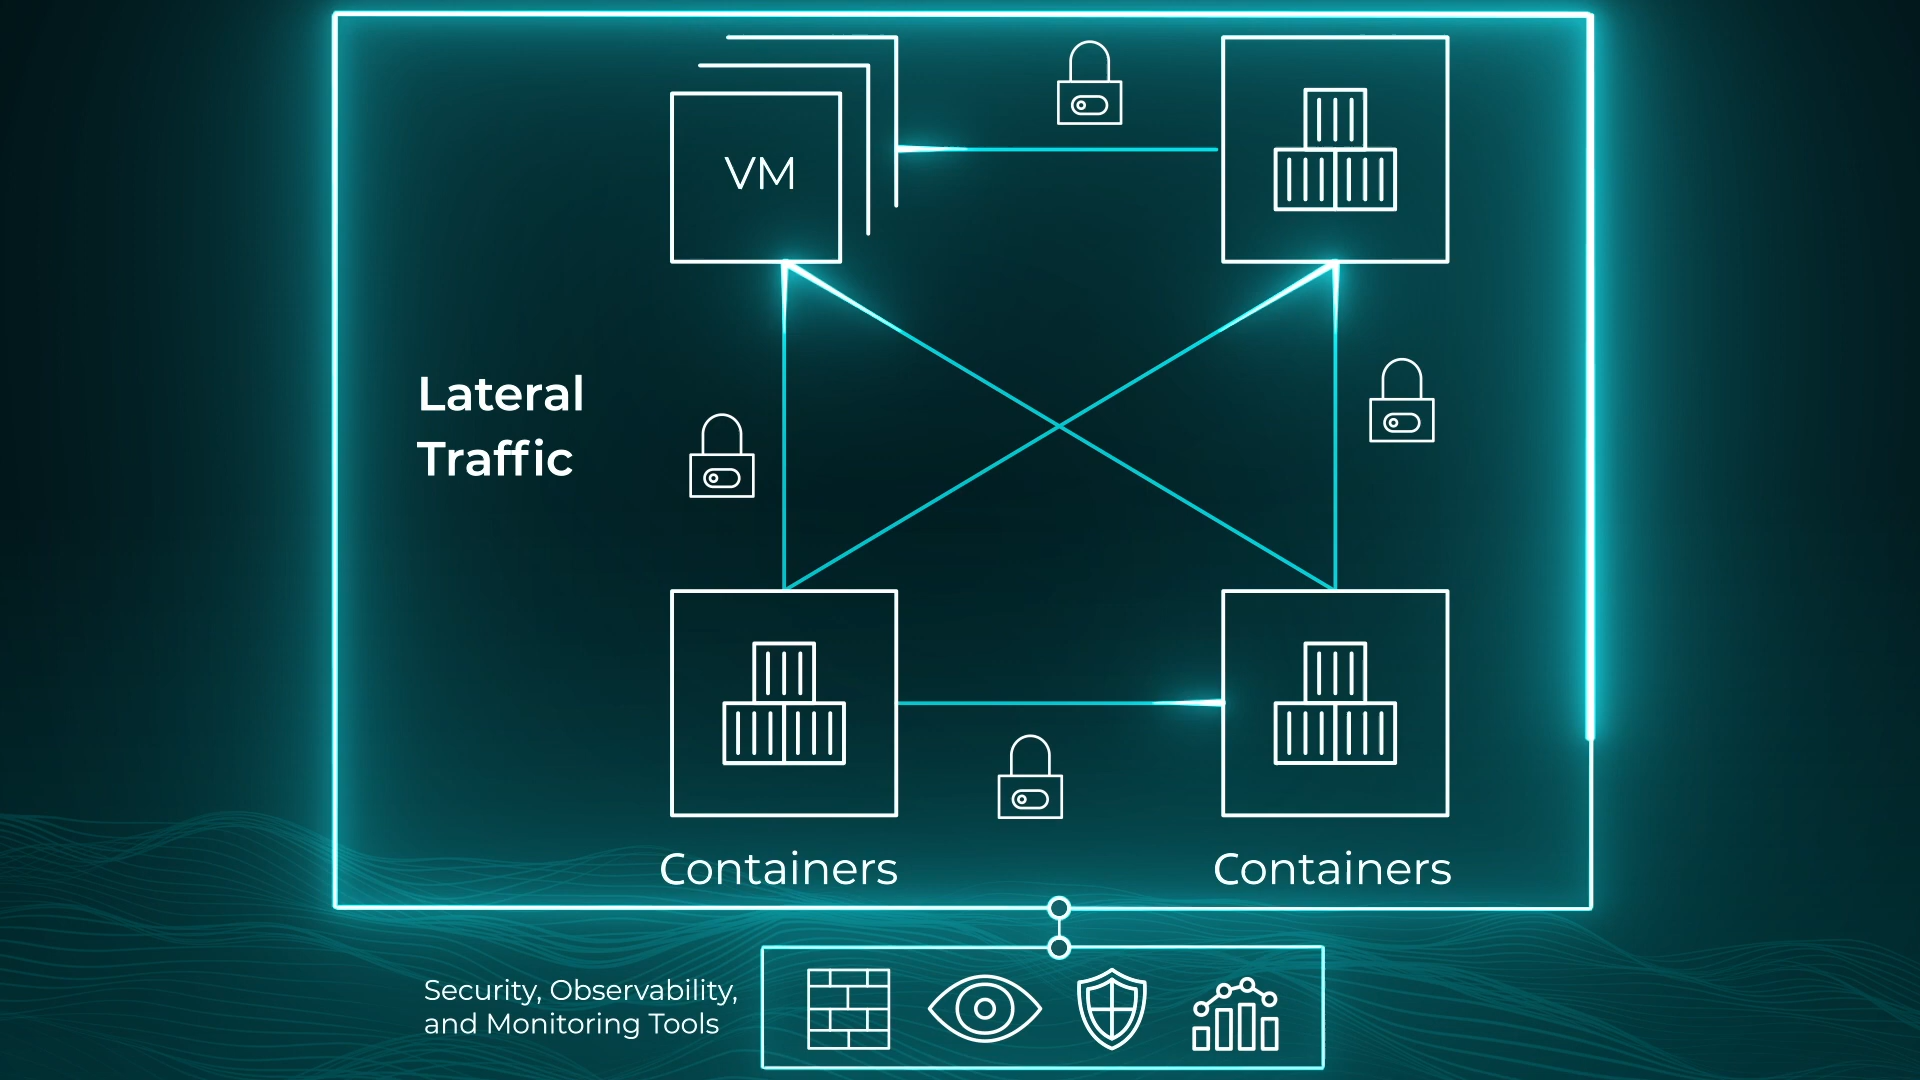 VM
Lateral
Traffic
Containers
Containers
Security, Observability,
and Monitoring Tools